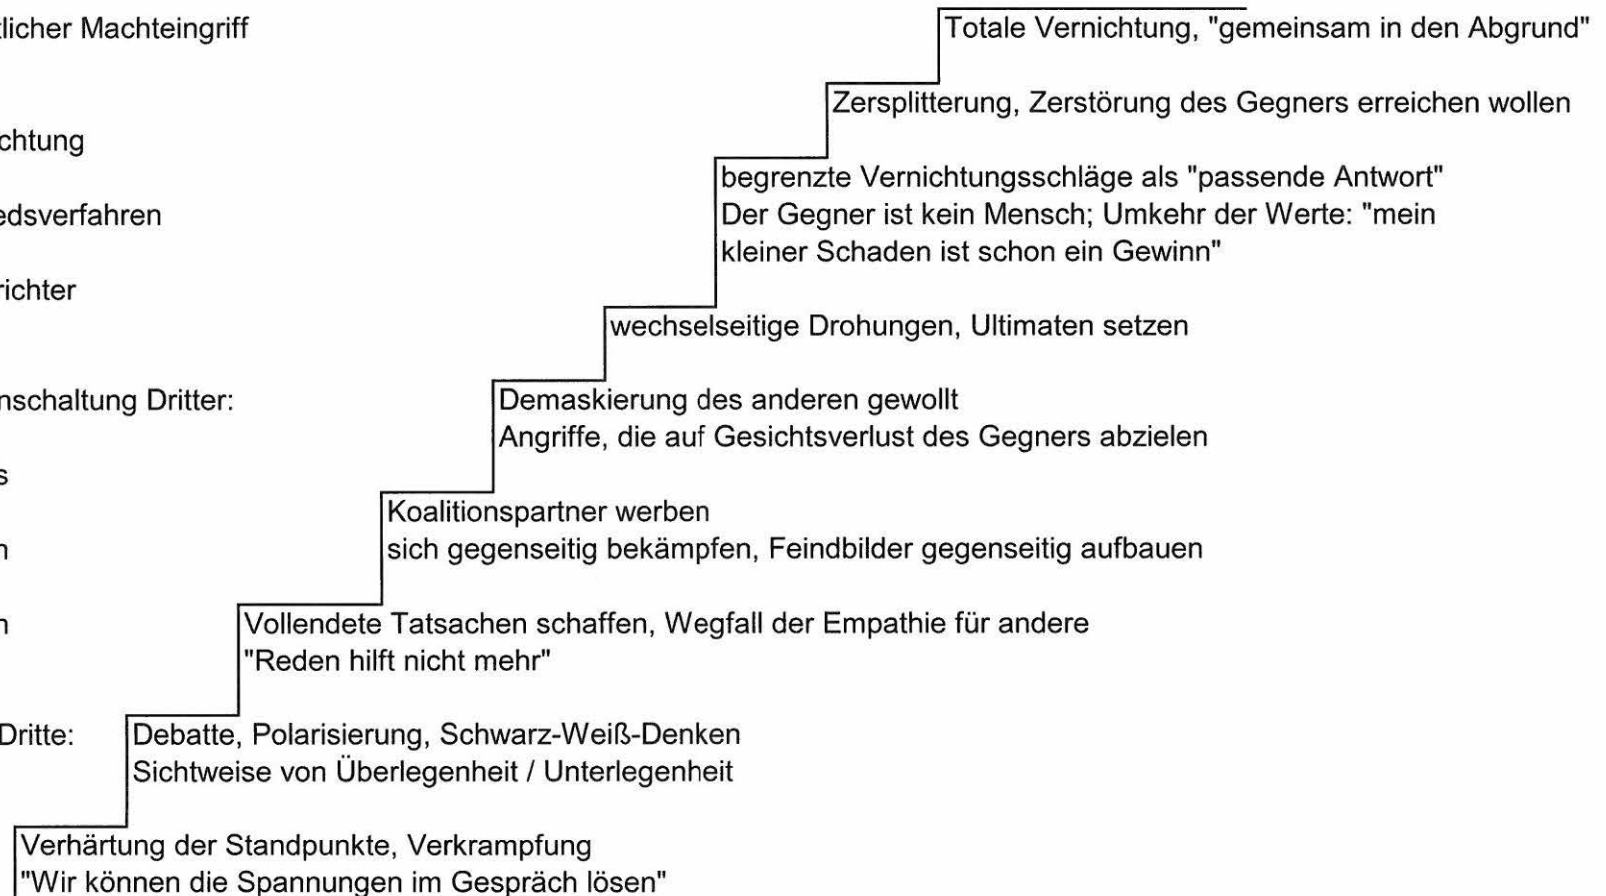 tlicher Machteingriff
Totale Vernichtung, "gemeinsam in den Abgrund"
Zersplitterung, Zerstörung des Gegners erreichen wollen
chtung
begrenzte Vernichtungsschläge als "passende Antwort"
edsverfahren
Der Gegner ist kein Mensch; Umkehr der Werte: "mein
kleiner Schaden ist schon ein Gewinn"
richter
wechselseitige Drohungen, Ultimaten setzen
nschaltung Dritter:
Demaskierung des anderen gewollt
Angriffe, die auf Gesichtsverlust des Gegners abzielen
s
Koalitionspartner werben
n
sich gegenseitig bekämpfen, Feindbilder gegenseitig aufbauen
n
Vollendete Tatsachen schaffen, Wegfall der Empathie für andere
"Reden hilft nicht mehr"
Dritte:
Debatte, Polarisierung, Schwarz-Weiß-Denken
Sichtweise von Überlegenheit / Unterlegenheit
Verhärtung der Standpunkte, Verkrampfung
"Wir können die Spannungen im Gespräch lösen"